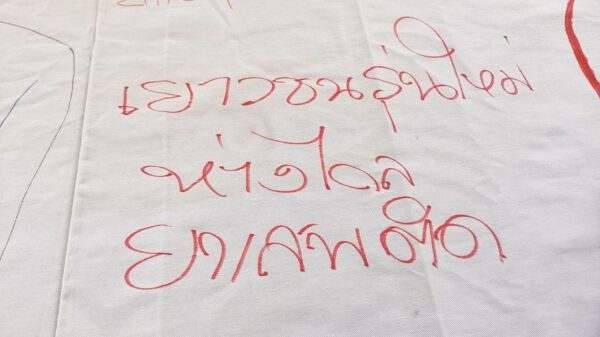 เยาวชนรุ่นใหม่
ห่างไกล
ยาเสพติด